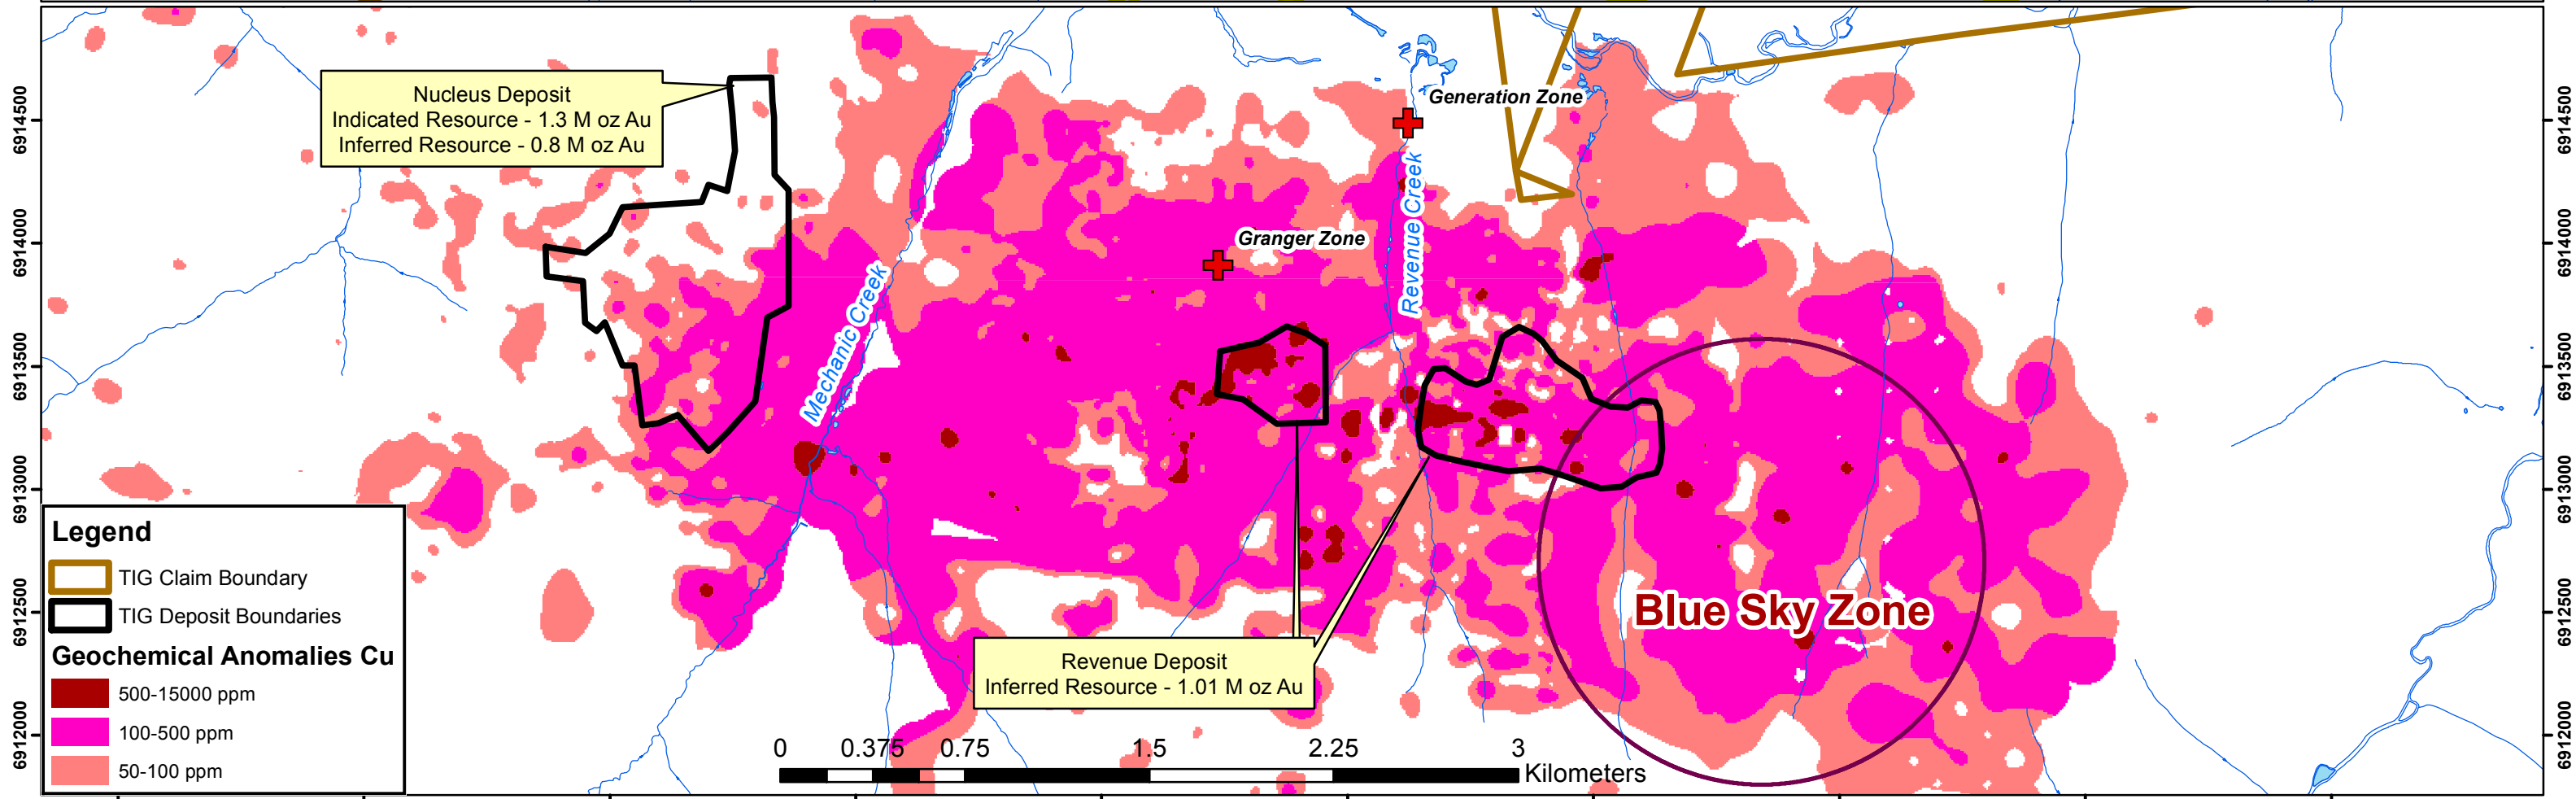 Nucleus Deposit
Indicated Resource - 1.3 M oz Au
Inferred Resource - 0.8 M oz Au
Generation Zone
Granger Zone
Revenue Creek
Mechanic Creek
Blue Sky Zone
Revenue Deposit
Inferred Resource - 1.01 M oz Au
6914500
6914000
6913500
6913000
6912500
6912000
6914500
6914000
6913500
6913000
6912500
6912000
Legend
TIG Claim Boundary
TIG Deposit Boundaries
Geochemical Anomalies Cu
500-15000 ppm
100-500 ppm
50-100 ppm
0 0.375 0.75 1.5 2.25 3
Kilometers